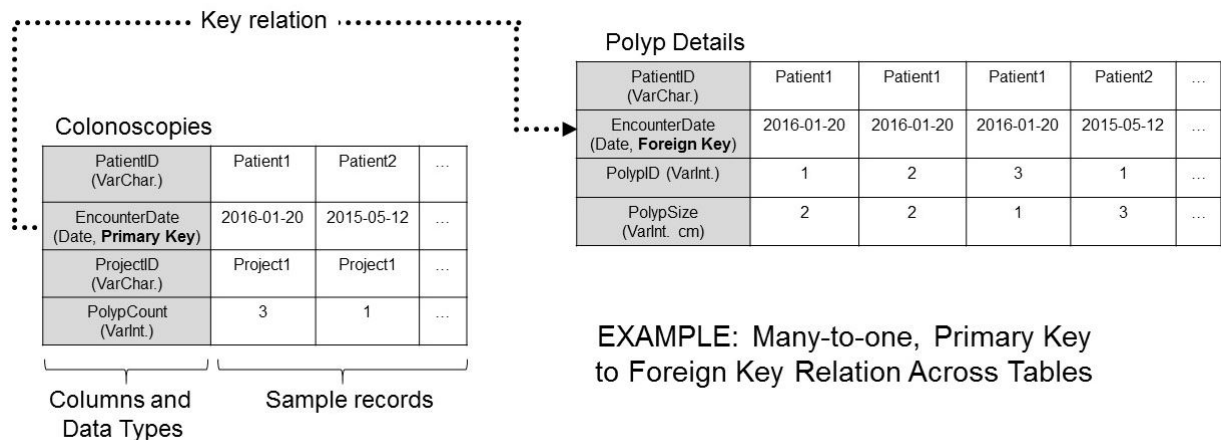 Key relation
Colonoscopies
PatientID
(VarChar.)
Patient1
Patient2
...
EncounterDate
(Date, Primary Key)
2016-01-20
2015-05-12
...
ProjectID
(VarChar.)
Project1
Project1
...
PolypCount
(VarInt.)
3
1
...
Columns and
Data Types
Sample records
Polyp Details
PatientID
(VarChar.)
Patient1
Patient1
Patient1
Patient2
...
EncounterDate
(Date, Foreign Key)
2016-01-20
2016-01-20
2016-01-20
2015-05-12
...
PolypID (VarInt.)
1
2
3
1
...
PolypSize
(VarInt. cm)
2
2
1
3
...
EXAMPLE: Many-to-one, Primary Key
to Foreign Key Relation Across Tables